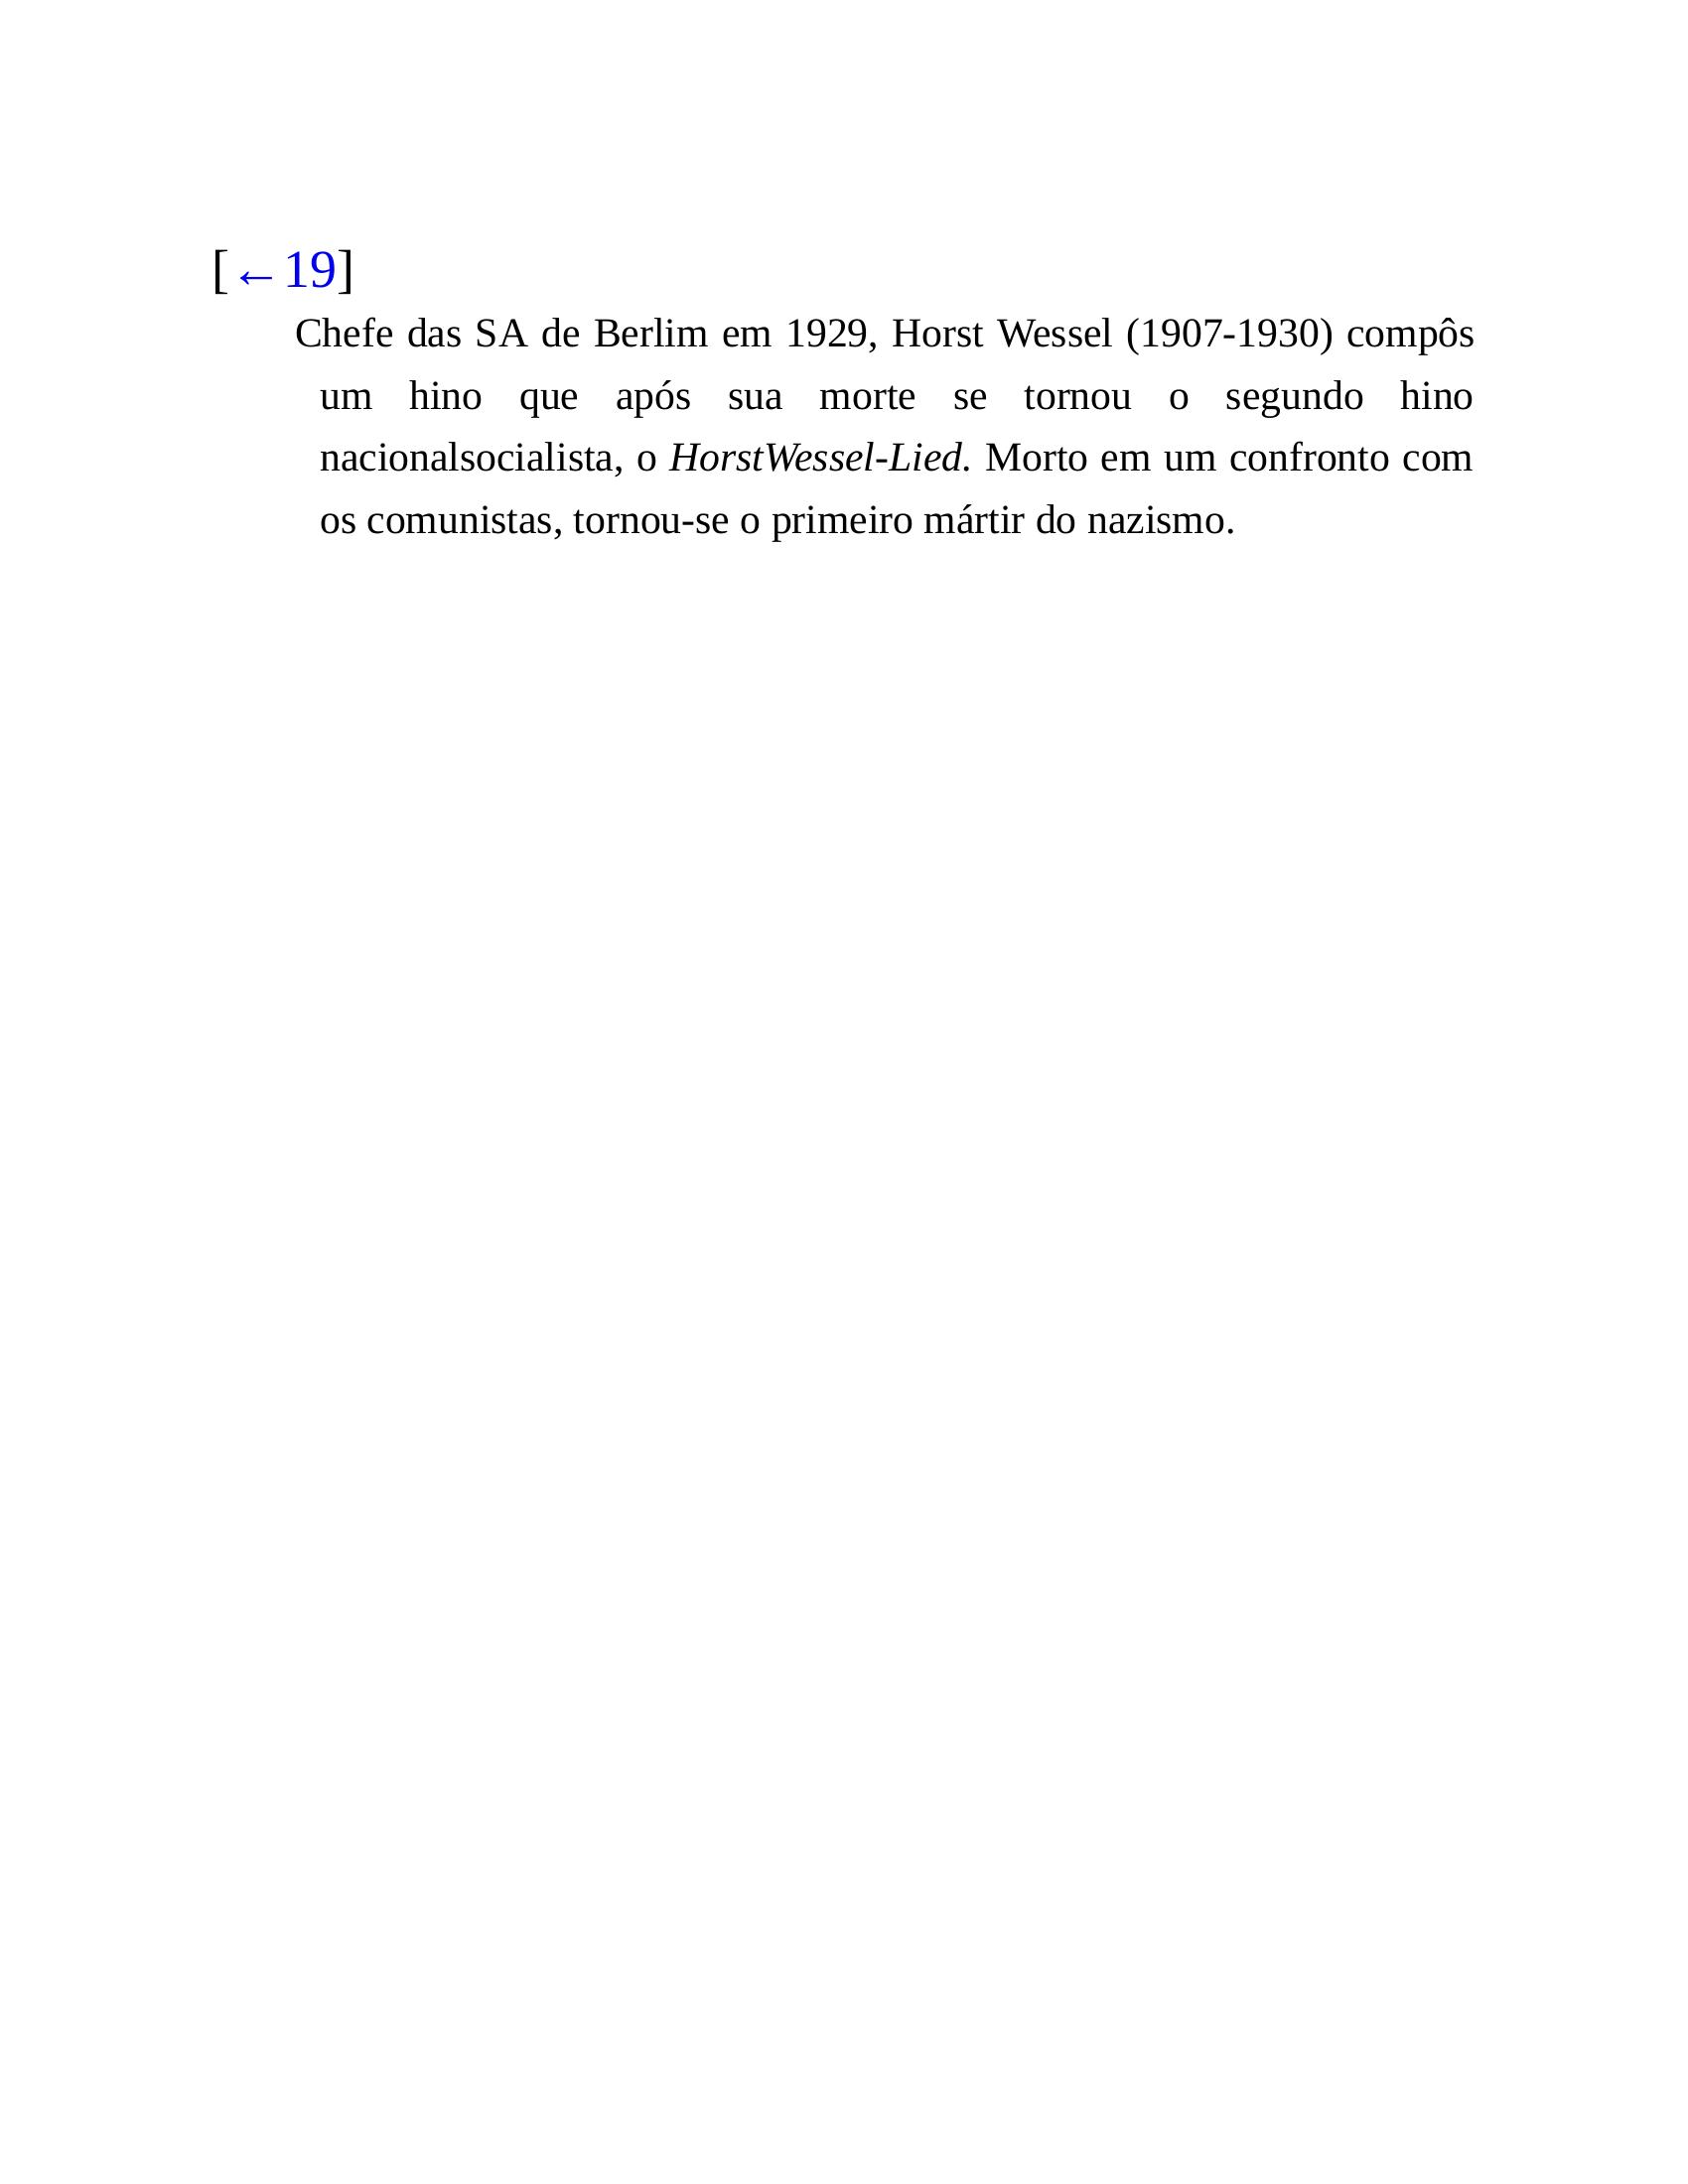 [←19]
Chefe das SA de Berlim em 1929, Horst Wessel (1907-1930) compôs
um hino que após sua morte se tornou o segundo hino
nacionalsocialista, o HorstWessel-Lied. Morto em um confronto com
os comunistas, tornou-se o primeiro mártir do nazismo.